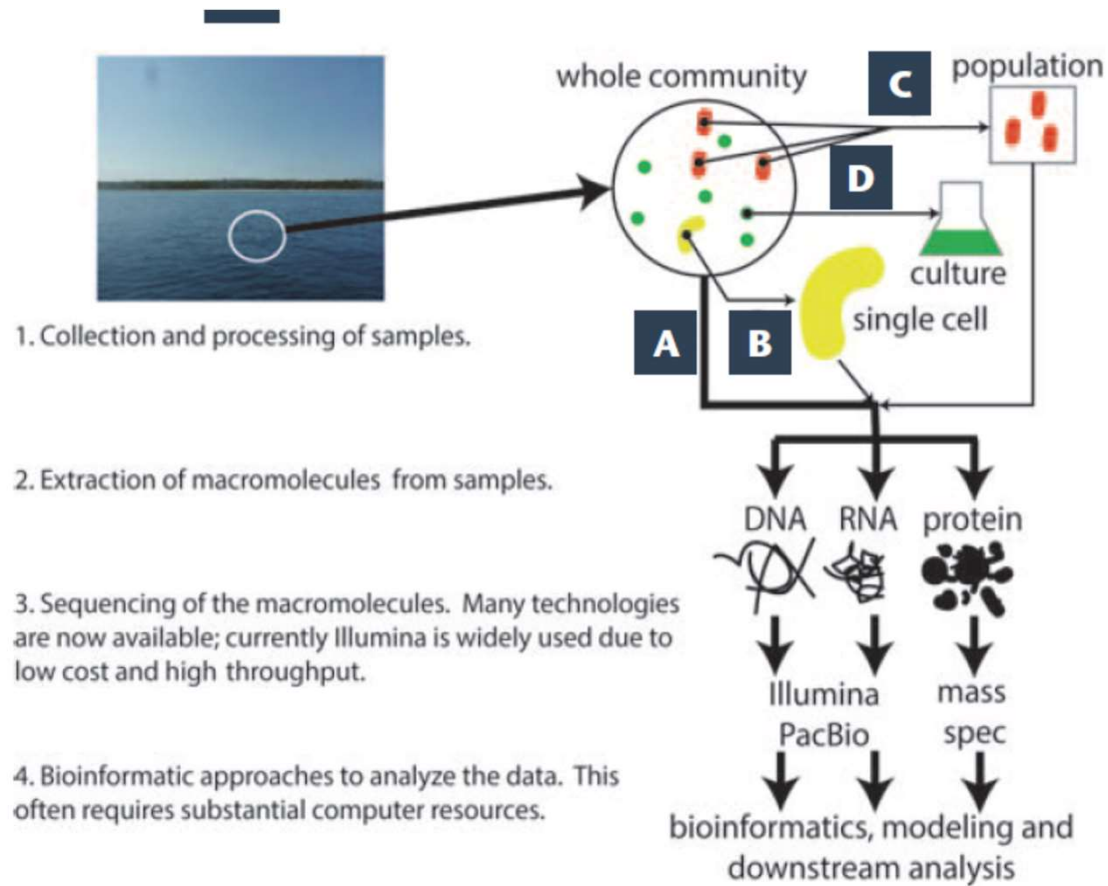 whole community
C
population
D
culture
single cell
1. Collection and processing of samples.
A
B
2. Extraction of macromolecules from samples.
DNA RNA protein
3. Sequencing of the macromolecules. Many technologies
are now available; currently Illumina is widely used due to
low cost and high throughput.
Illumina
PacBio
mass
spec
4. Bioinformatic approaches to analyze the data. This
often requires substantial computer resources.
bioinformatics, modeling and
downstream analysis